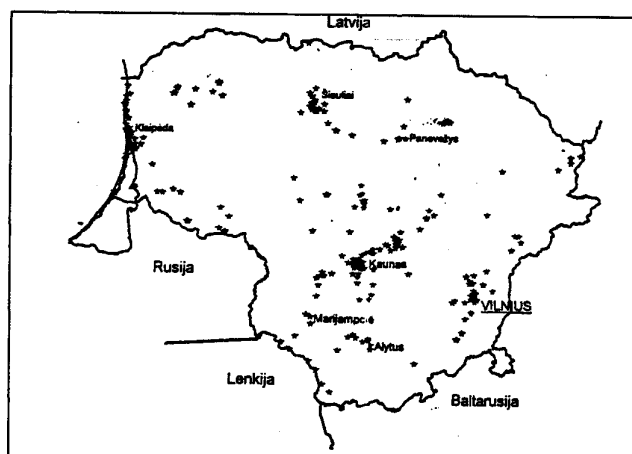 Latvija
Šiauliai
Klaipėda
Panevėžys
Rusija
Kaunas
VILNIUS
Marijampolė
Alytus
Lenkija
Baltarusija